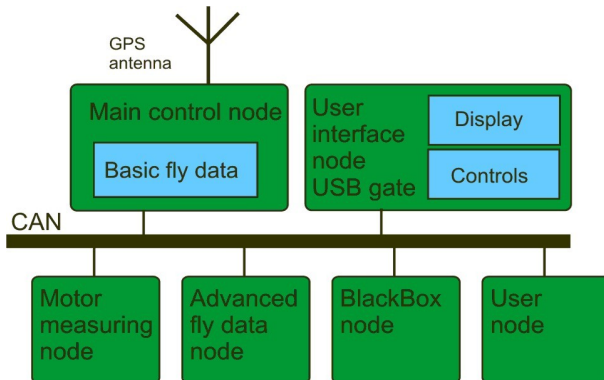 GPS
antenna
Main control node
Basic fly data
User
interface
node
USB gate
Display
Controls
CAN
Motor
measuring
node
Advanced
fly data
node
BlackBox
node
User
node